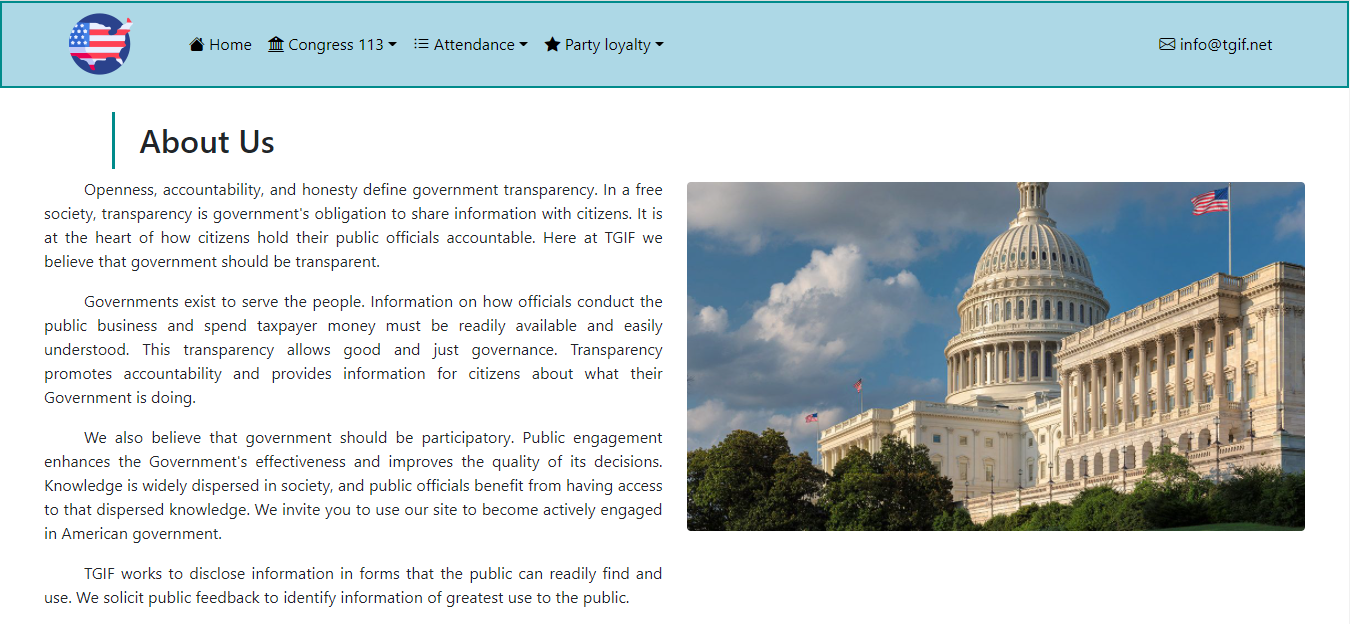 Home Congress 113 Attendance Party loyalty info@tgif.net
About Us
Openness, accountability, and honesty define government transparency. In a free
society, transparency is government's obligation to share information with citizens. It is
at the heart of how citizens hold their public officials accountable. Here at TGIF we
believe that government should be transparent.
Governments exist to serve the people. Information on how officials conduct the
public business and spend taxpayer money must be readily available and easily
understood. This transparency allows good and just governance. Transparency
promotes accountability and provides information for citizens about what their
Government is doing.
We also believe that government should be participatory. Public engagement
enhances the Government's effectiveness and improves the quality of its decisions.
Knowledge is widely dispersed in society, and public officials benefit from having access
to that dispersed knowledge. We invite you to use our site to become actively engaged
in American government.
TGIF works to disclose information in forms that the public can readily find and
use. We solicit public feedback to identify information of greatest use to the public.